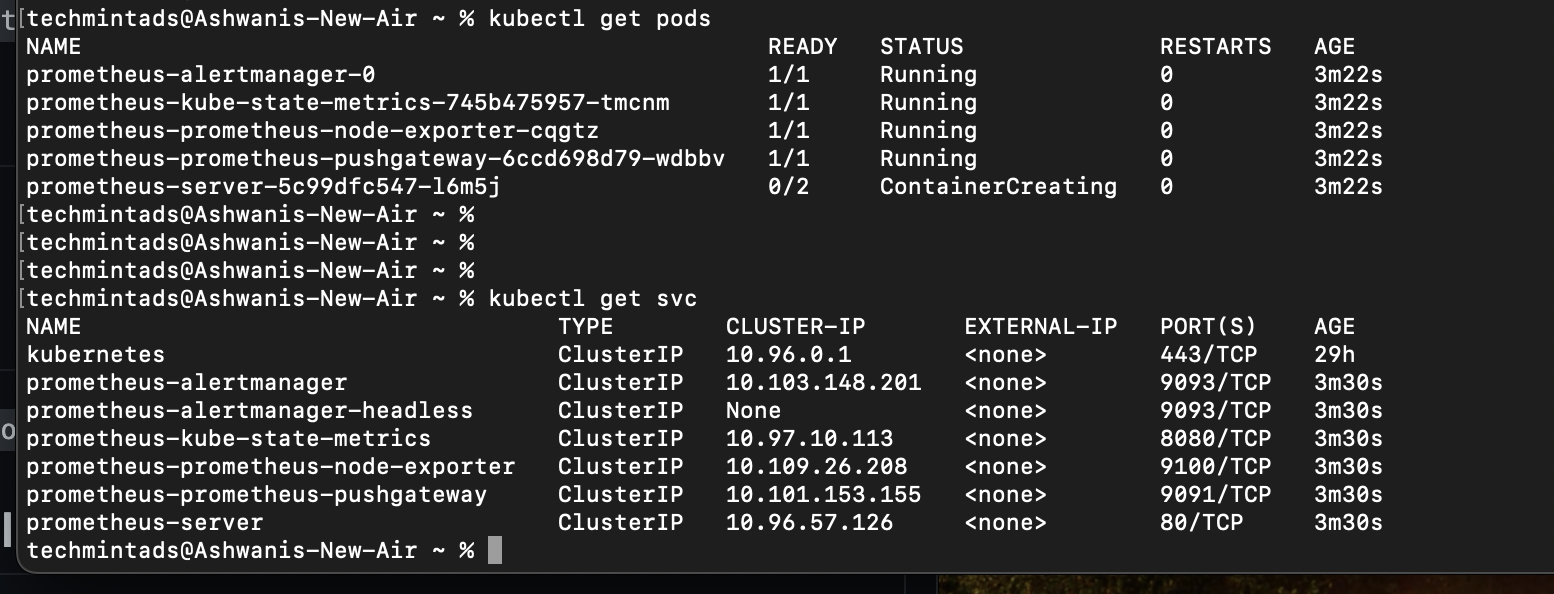 [techmintads@Ashwanis-New-Air ~ % kubectl get pods
NAME READY STATUS RESTARTS AGE
prometheus-alertmanager-0 1/1 Running 0 3m22s
prometheus-kube-state-metrics-745b475957-tmcnm 1/1 Running 0 3m22s
prometheus-prometheus-node-exporter-cqgtz 1/1 Running 0 3m22s
prometheus-prometheus-pushgateway-6ccd698d79-wdbbv 1/1 Running 0 3m22s
prometheus-server-5c99dfc547-l6m5j 0/2 ContainerCreating 0 3m22s
[techmintads@Ashwanis-New-Air ~ %
[techmintads@Ashwanis-New-Air ~ %
[techmintads@Ashwanis-New-Air ~ %
[techmintads@Ashwanis-New-Air ~ % kubectl get svc
NAME TYPE CLUSTER-IP EXTERNAL-IP PORT(S) AGE
kubernetes ClusterIP 10.96.0.1 <none> 443/TCP 29h
prometheus-alertmanager ClusterIP 10.103.148.201 <none> 9093/TCP 3m30s
prometheus-alertmanager-headless ClusterIP None <none> 9093/TCP 3m30s
prometheus-kube-state-metrics ClusterIP 10.97.10.113 <none> 8080/TCP 3m30s
prometheus-prometheus-node-exporter ClusterIP 10.109.26.208 <none> 9100/TCP 3m30s
prometheus-prometheus-pushgateway ClusterIP 10.101.153.155 <none> 9091/TCP 3m30s
prometheus-server ClusterIP 10.96.57.126 <none> 80/TCP 3m30s
techmintads@Ashwanis-New-Air ~ %